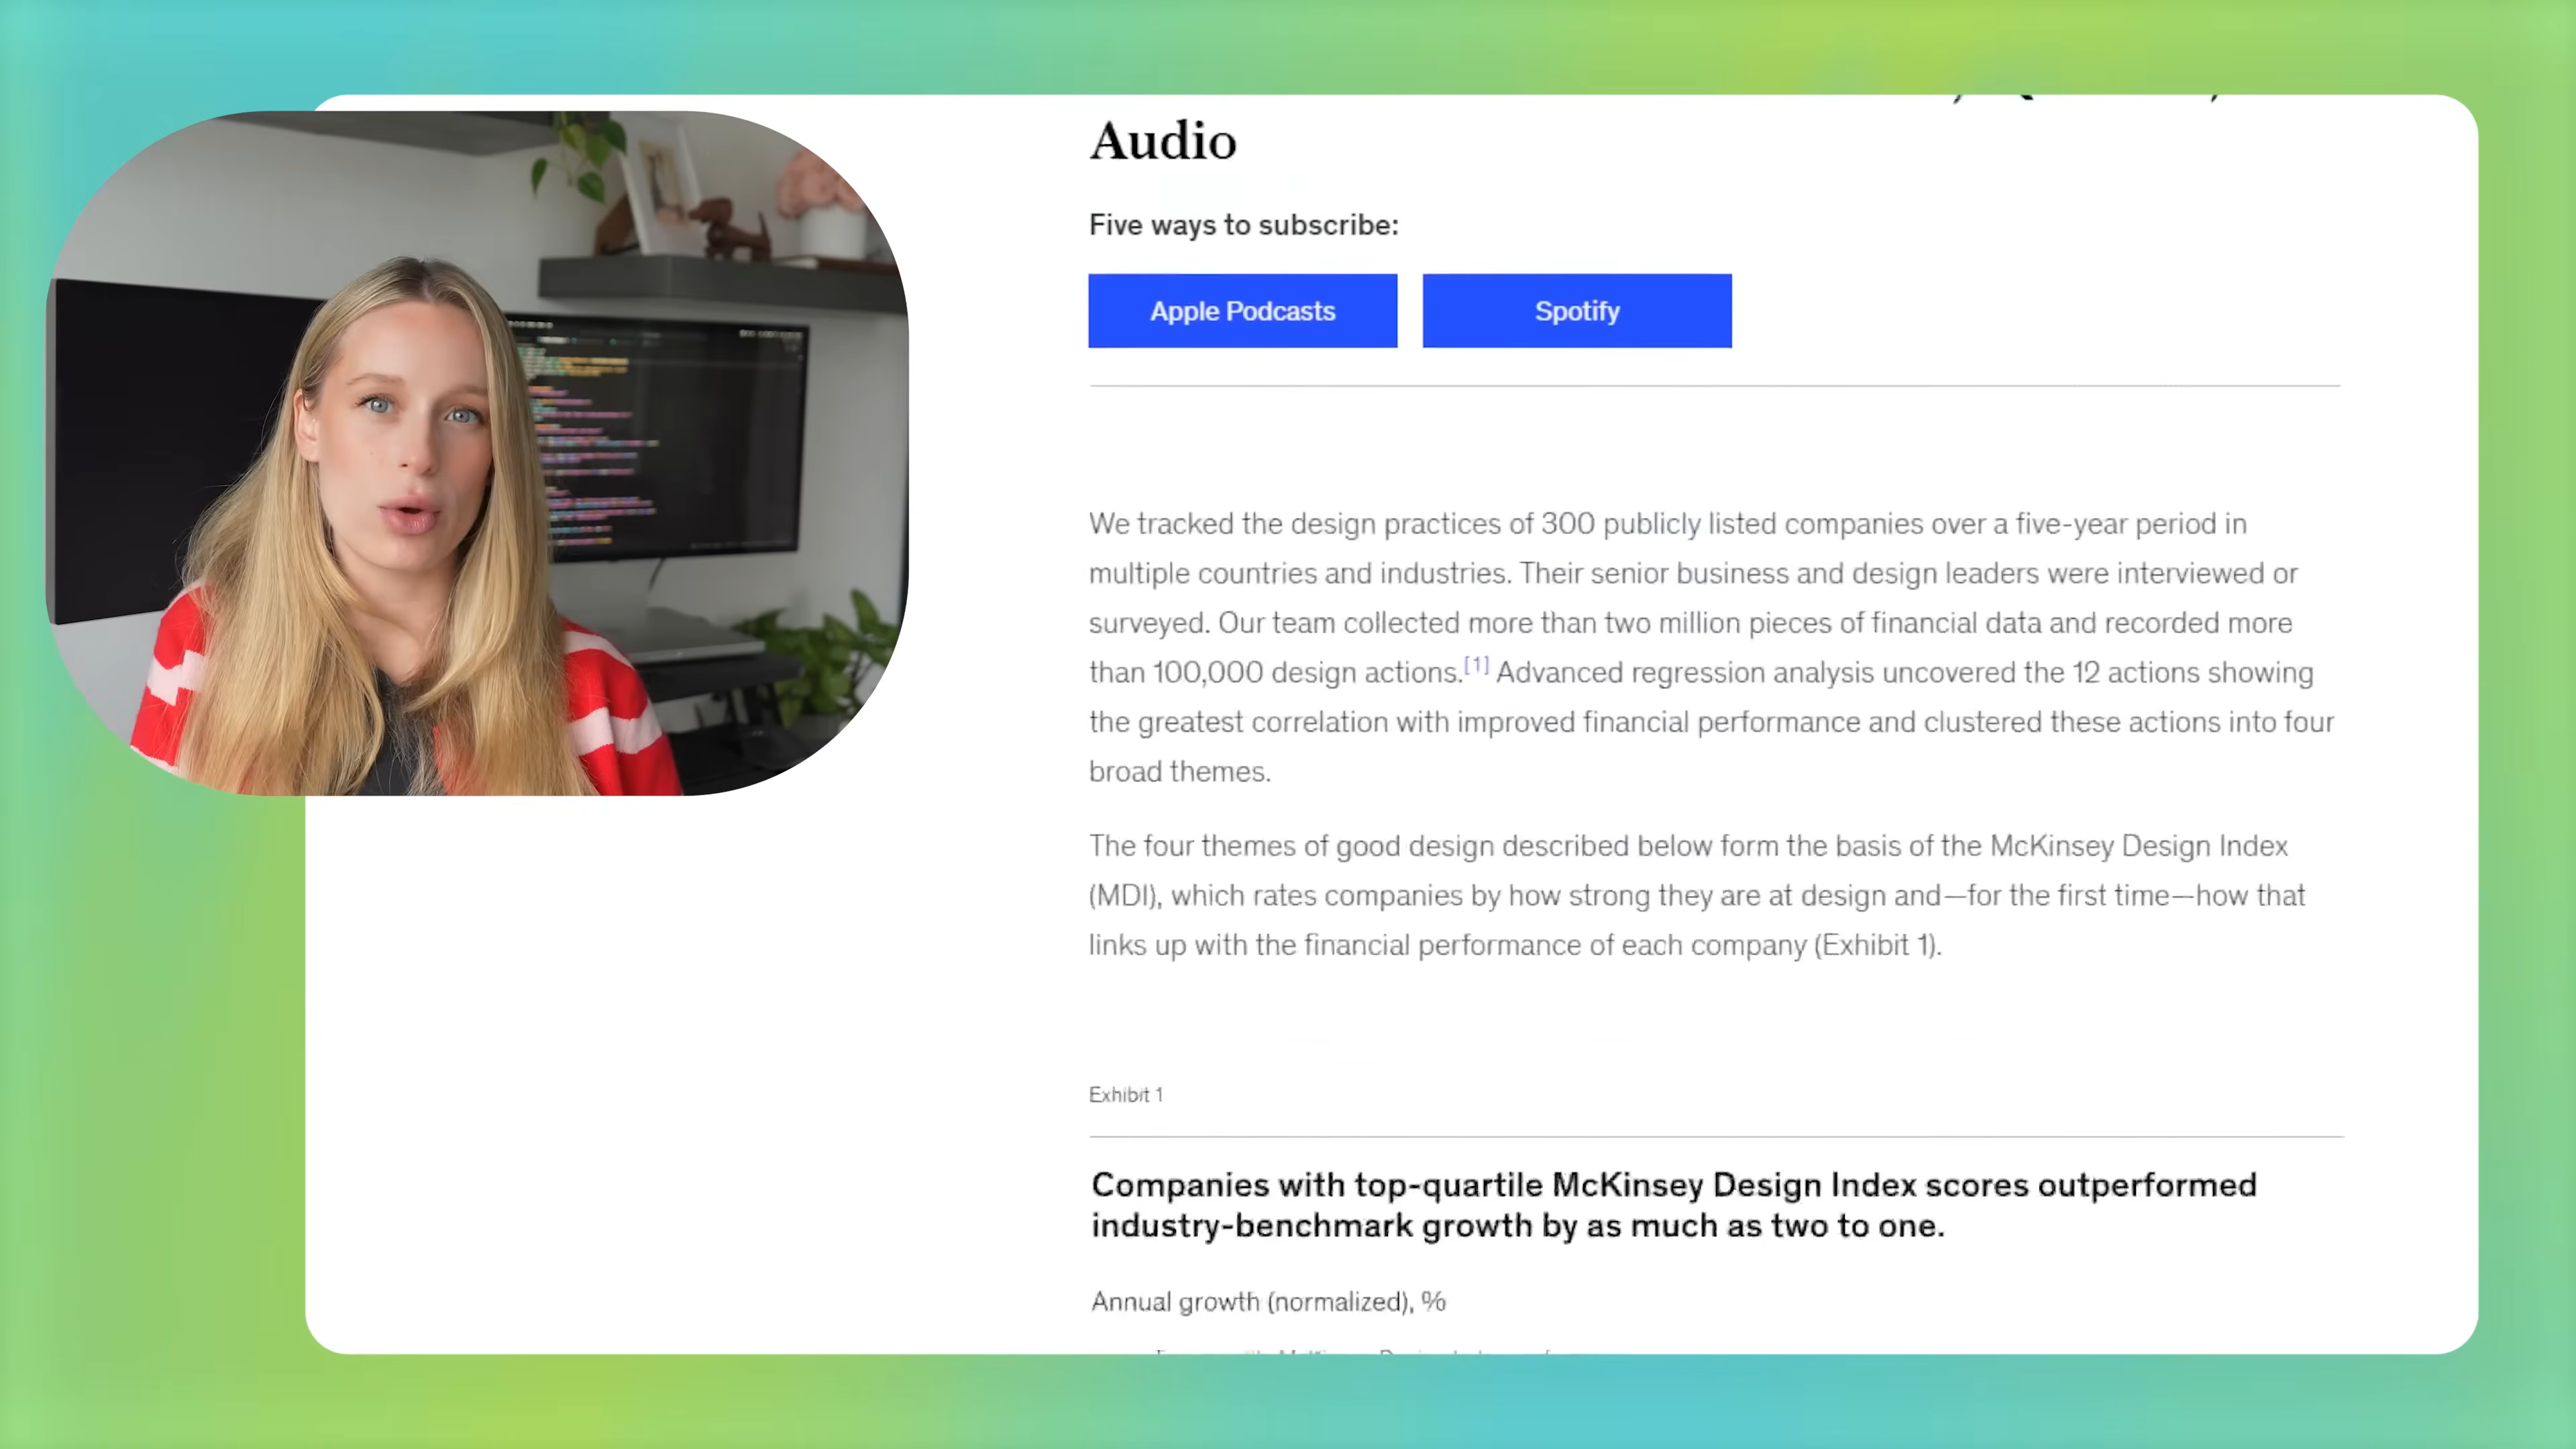 Audio
Five ways to subscribe:
Apple Podcasts
Spotify
We tracked the design practices of 300 publicly listed companies over a five-year period in
multiple countries and industries. Their senior business and design leaders were interviewed or
surveyed. Our team collected more than two million pieces of financial data and recorded more
than 100,000 design actions.[1] Advanced regression analysis uncovered the 12 actions showing
the greatest correlation with improved financial performance and clustered these actions into four
broad themes.
The four themes of good design described below form the basis of the McKinsey Design Index
(MDI), which rates companies by how strong they are at design and—for the first time—how that
links up with the financial performance of each company (Exhibit 1).
Exhibit 1
Companies with top-quartile McKinsey Design Index scores outperformed
industry-benchmark growth by as much as two to one.
Annual growth (normalized), %